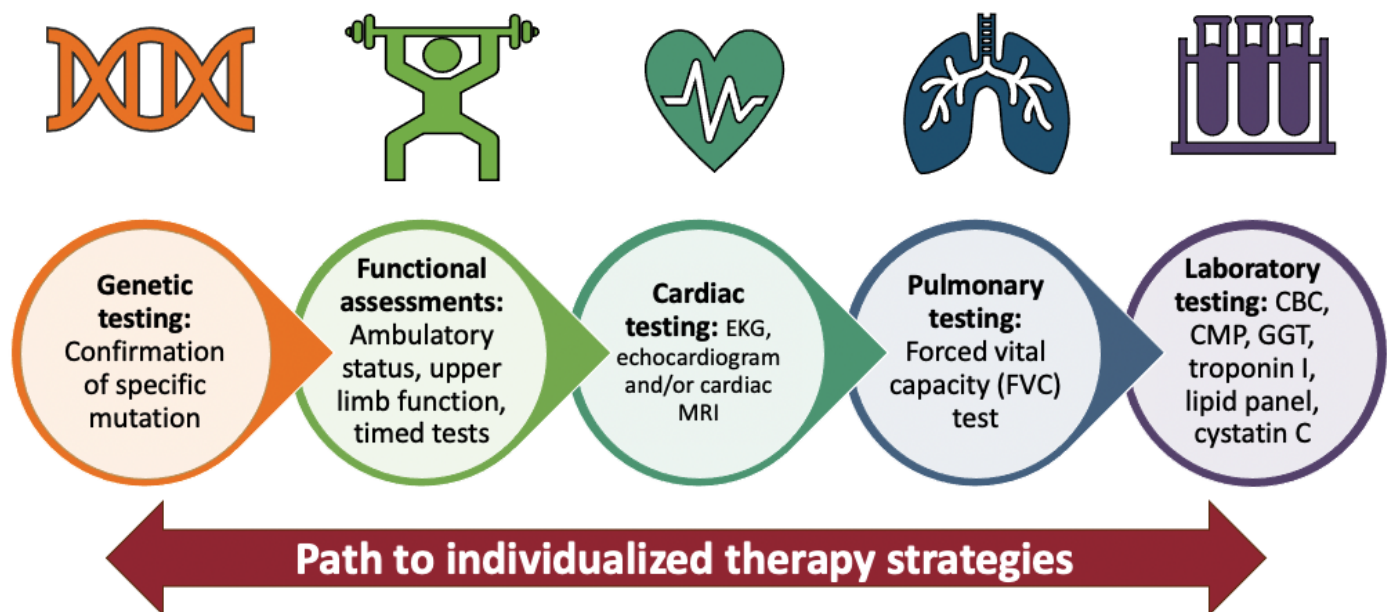 Genetic
testing:
Confirmation
of specific
mutation
Functional
assessments:
Ambulatory
status, upper
limb function,
timed tests
Cardiac
testing: EKG,
echocardiogram
and/or cardiac
MRI
Pulmonary
testing:
Forced vital
capacity (FVC)
test
Laboratory
testing: CBC,
CMP, GGT,
troponin I,
lipid panel,
cystatin C
Path to individualized therapy strategies